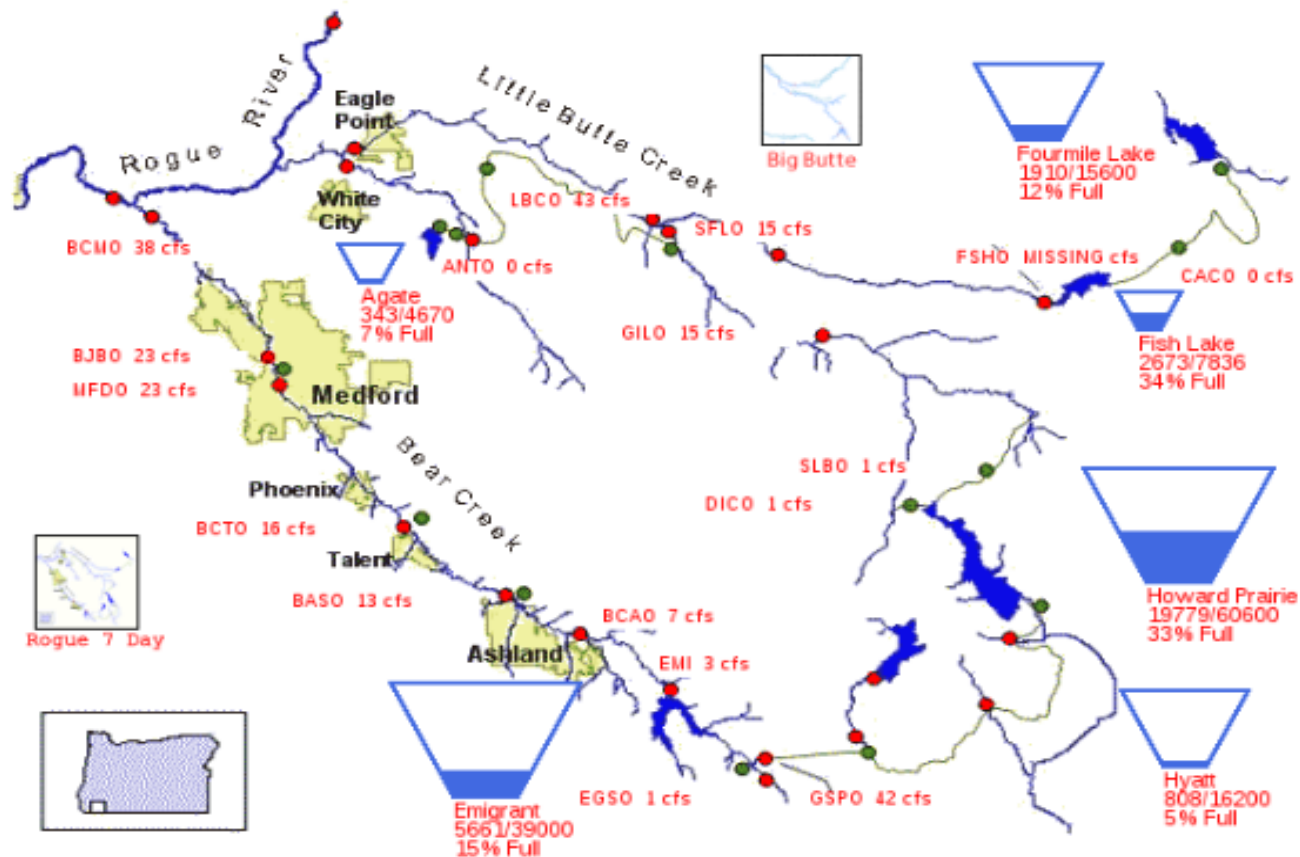 Rogue River
Little Butte Creek
Eagle
Point
White
City
Big Butte
Fourmile Lake
1910/15600
12% Full
LBCO 43 cfs
SFLO 15 cfs
BCMO 38 cfs
ANTO 0 cfs
FSHO MISSING cfs
CACO 0 cfs
Agate
343/4670
7% Full
GILO 15 cfs
Fish Lake
2673/7836
34% Full
BJBO 23 cfs
MFDO 23 cfs
Medford
Bear Creek
SLBO 1 cfs
DICO 1 cfs
Phoenix
BCTO 16 cfs
Talent
BASO 13 cfs
Howard Prairie
19779/60600
33% Full
Rogue 7 Day
BCAO 7 cfs
Ashland
EMI 3 cfs
Emigrant
5661/39000
15% Full
EGSO 1 cfs
GSPO 42 cfs
Hyatt
808/16200
5% Full